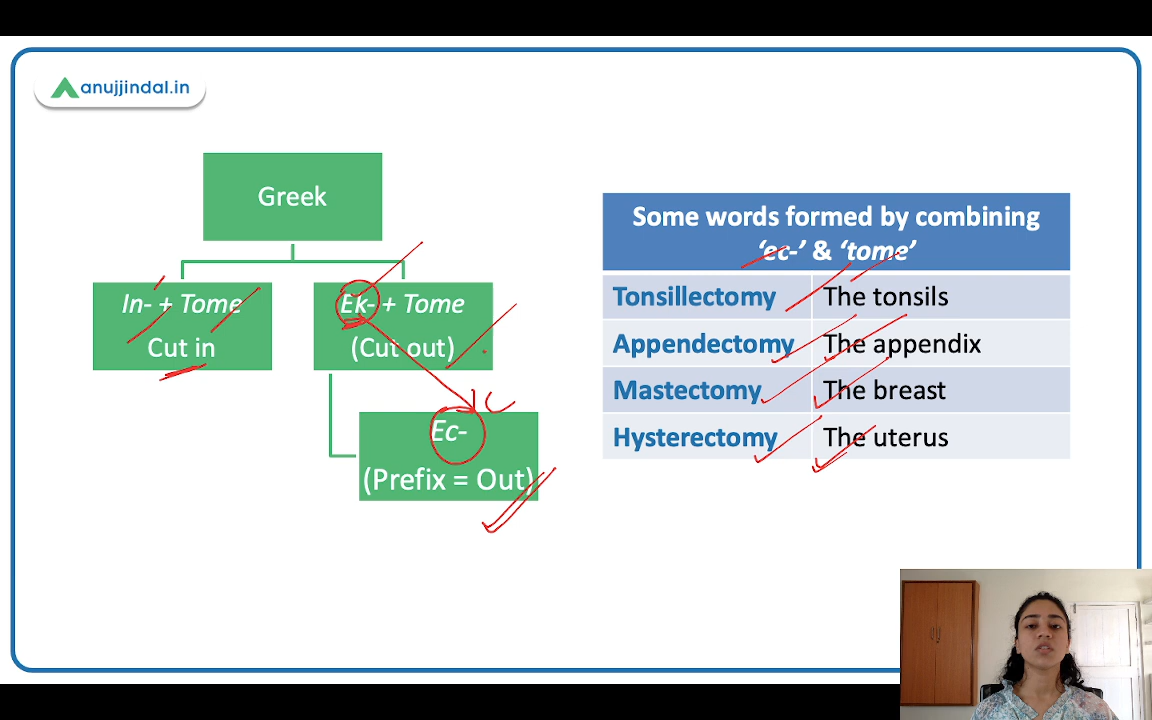 anujjindal.in
Greek
In- + Tome
Cut in
Ek- + Tome
(Cut out)
Ec-
(Prefix = Out)
Some words formed by combining
‘ec-’ & ‘tome’
Tonsillectomy The tonsils
Appendectomy The appendix
Mastectomy The breast
Hysterectomy The uterus